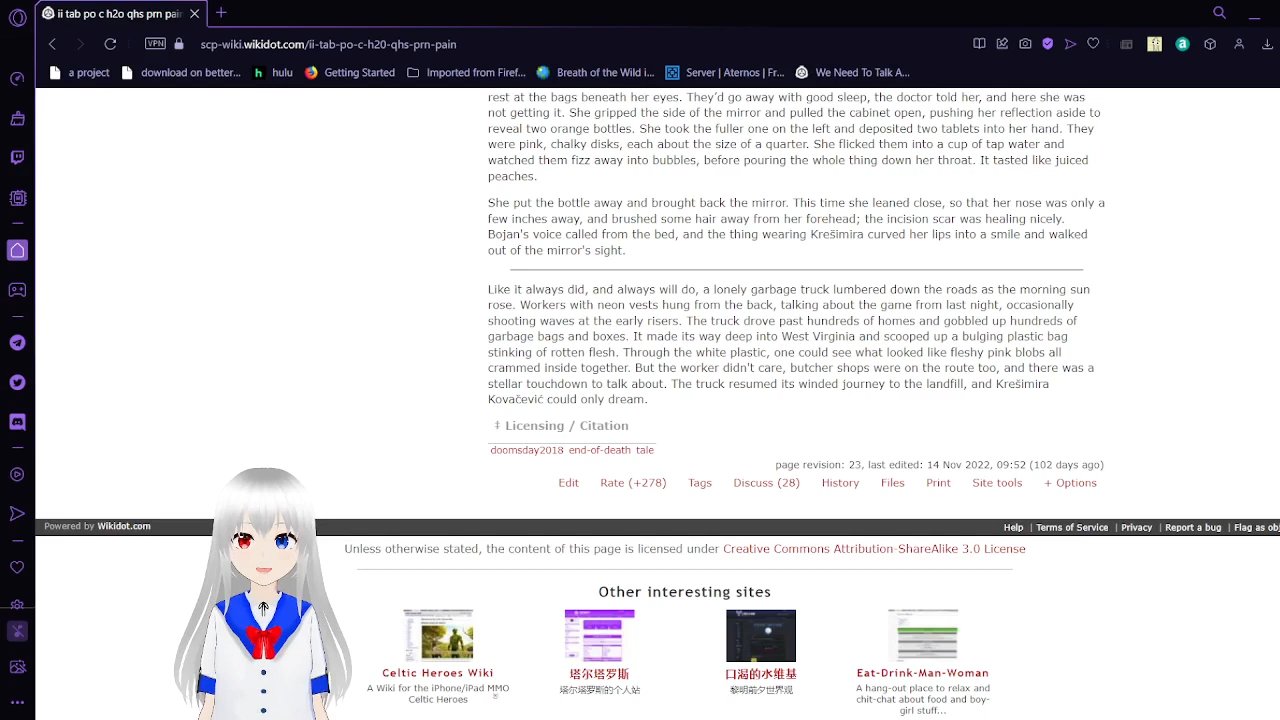 ii tab po c h2o qhs prn pain
VPN
scp-wiki.wikidot.com/ii-tab-po-c-h20-qhs-prn-pain
a project
download on better...
hulu
Getting Started
Imported from Firef...
Breath of the Wild i...
Server | Aternos | Fr...
We Need To Talk A...
rest at the bags beneath her eyes. They'd go away with good sleep, the doctor told her, and here she was
not getting it. She gripped the side of the mirror and pulled the cabinet open, pushing her reflection aside to
reveal two orange bottles. She took the fuller one on the left and deposited two tablets into her hand. They
were pink, chalky disks, each about the size of a quarter. She flicked them into a cup of tap water and
watched them fizz away into bubbles, before pouring the whole thing down her throat. It tasted like juiced
peaches.
She put the bottle away and brought back the mirror. This time she leaned close, so that her nose was only a
few inches away, and brushed some hair away from her forehead; the incision scar was healing nicely.
Bojan's voice called from the bed, and the thing wearing Krešimira curved her lips into a smile and walked
out of the mirror's sight.
Like it always did, and always will do, a lonely garbage truck lumbered down the roads as the morning sun
rose. Workers with neon vests hung from the back, talking about the game from last night, occasionally
shooting waves at the early risers. The truck drove past hundreds of homes and gobbled up hundreds of
garbage bags and boxes. It made its way deep into West Virginia and scooped up a bulging plastic bag
stinking of rotten flesh. Through the white plastic, one could see what looked like fleshy pink blobs all
crammed inside together. But the worker didn't care, butcher shops were on the route too, and there was a
stellar touchdown to talk about. The truck resumed its winded journey to the landfill, and Krešimira
Kovačević could only dream.
‡ Licensing / Citation
doomsday2018 end-of-death tale
page revision: 23, last edited: 14 Nov 2022, 09:52 (102 days ago)
Edit Rate (+278) Tags Discuss (28) History Files Print Site tools + Options
Powered by Wikidot.com
Help | Terms of Service | Privacy | Report a bug | Flag as obj
Unless otherwise stated, the content of this page is licensed under Creative Commons Attribution-ShareAlike 3.0 License
Other interesting sites
Celtic Heroes Wiki
A Wiki for the iPhone/iPad MMO
Celtic Heroes
塔尔塔罗斯
塔尔塔罗斯的个人站
口渴的水维基
黎明前夕世界观
Eat-Drink-Man-Woman
A hang-out place to relax and
chit-chat about food and boy-
girl stuff...